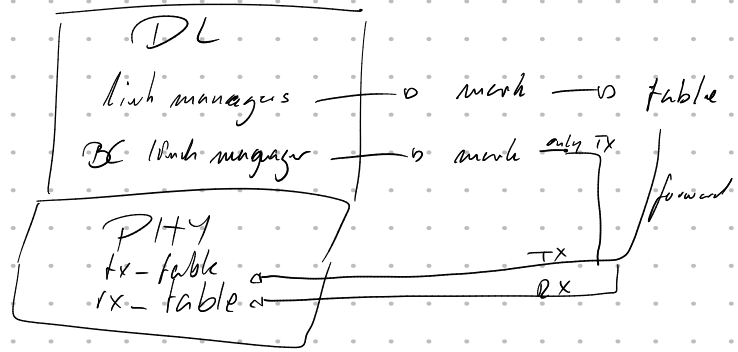 DL
link managers mark table
BC link manager mark only TX
forward
PHY
tx_table TX
rx_table RX